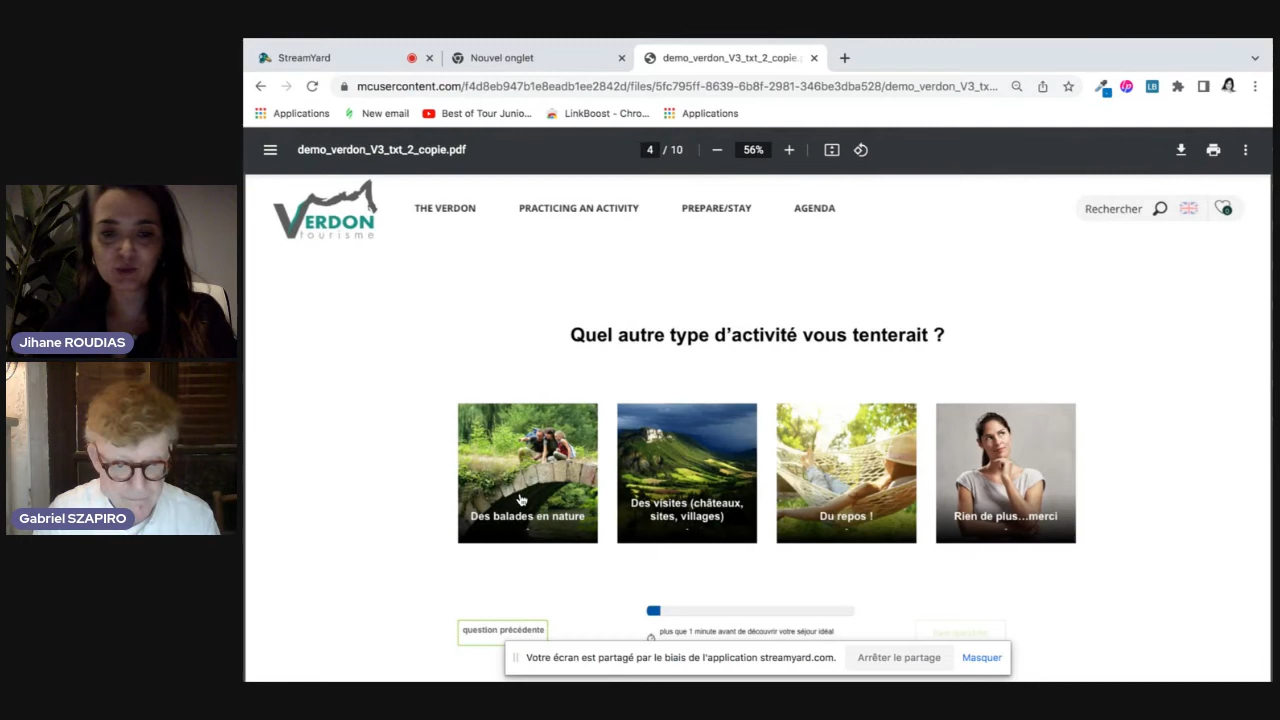 StreamYard
Nouvel onglet
demo_verdon_V3_txt_2_copie.p
mcusercontent.com/f4d8eb947b1e8eadb1ee2842d/files/5fc795ff-8639-6b8f-2981-346be3dba528/demo_verdon_V3_tx...
Applications
New email
Best of Tour Junio...
LinkBoost - Chro...
Applications
demo_verdon_V3_txt_2_copie.pdf
4 / 10
56%
VERDON
tourisme
THE VERDON
PRACTICING AN ACTIVITY
PREPARE/STAY
AGENDA
Rechercher
Quel autre type d'activité vous tenterait ?
Des balades en nature
Des visites (châteaux,
sites, villages)
Du repos !
Rien de plus...merci
question précédente
plus que 1 minute avant de découvrir votre séjour idéal
Votre écran est partagé par le biais de l'application streamyard.com.
Arrêter le partage
Masquer
Jihane ROUDIAS
Gabriel SZAPIRO